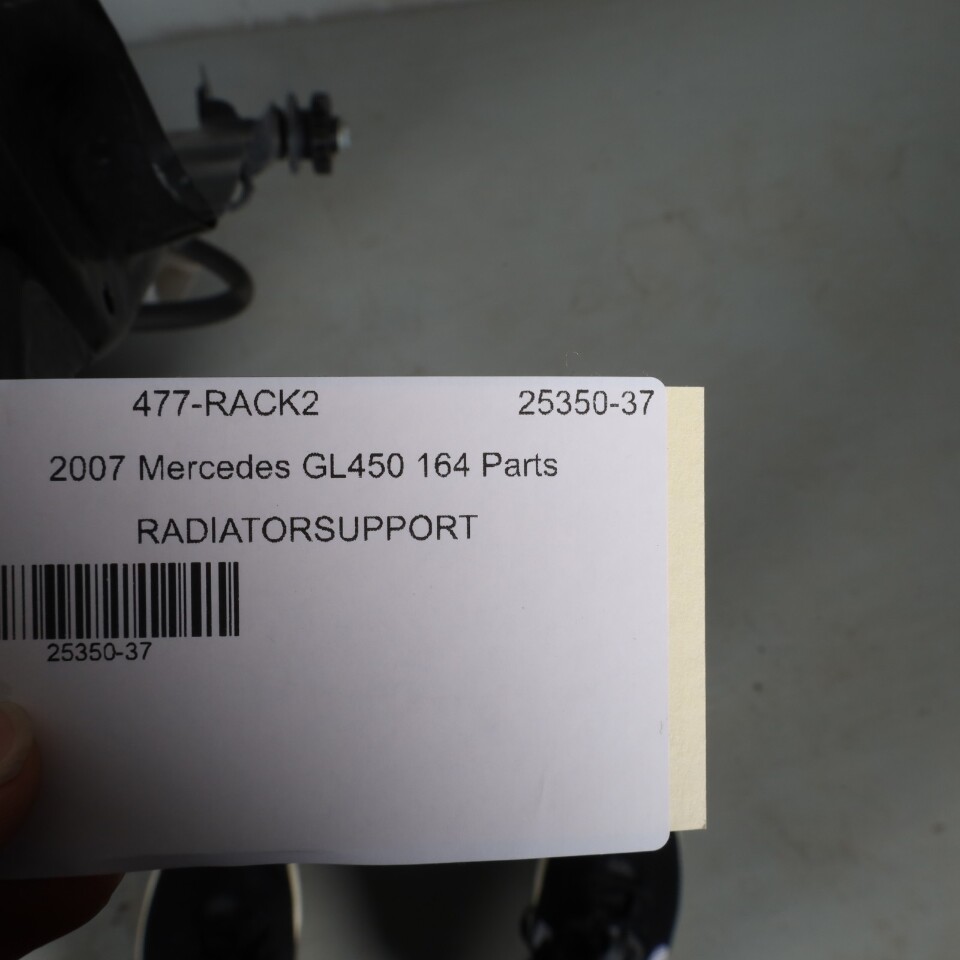 477-RACK2 25350-37
2007 Mercedes GL450 164 Parts
RADIATORSUPPORT
25350-37